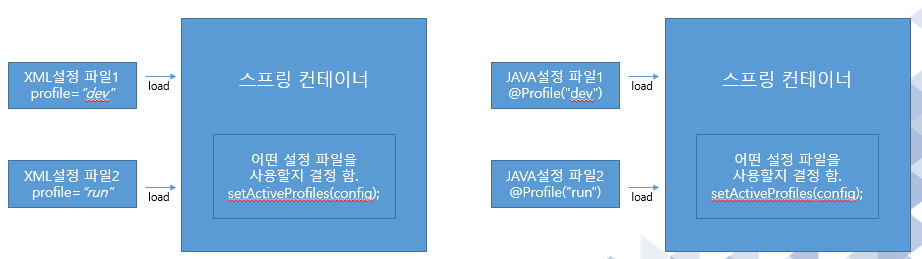 XML설정 파일1
profile= “dev”
load
스프링 컨테이너
XML설정 파일2
profile= “run”
load
어떤 설정 파일을
사용할지 결정 함.
setActiveProfiles(config);
JAVA설정 파일1
@Profile("dev")
load
스프링 컨테이너
JAVA설정 파일2
@Profile("run")
load
어떤 설정 파일을
사용할지 결정 함.
setActiveProfiles(config);